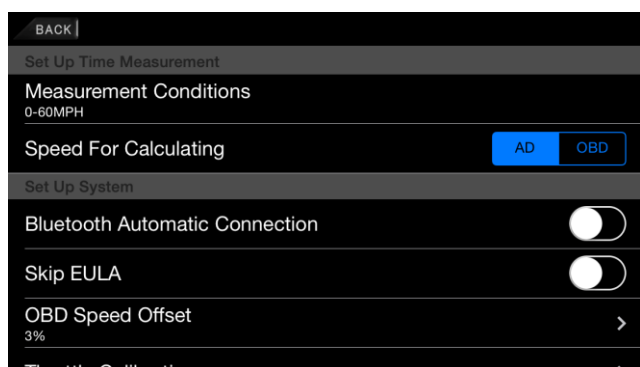 BACK
Set Up Time Measurement
Measurement Conditions
0-60MPH
Speed For Calculating
AD OBD
Set Up System
Bluetooth Automatic Connection
Skip EULA
OBD Speed Offset
3%